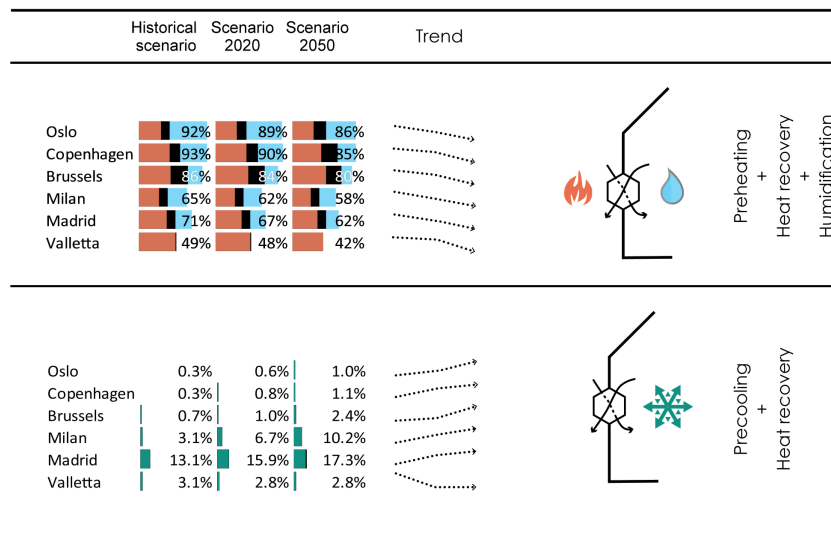 Historical scenario Scenario 2020 Scenario 2050 Trend
Oslo 92% 89% 86%
Copenhagen 93% 90% 85%
Brussels 86% 84% 80%
Milan 65% 62% 58%
Madrid 71% 67% 62%
Valletta 49% 48% 42%
Preheating
+
Heat recovery
+
Humidification
Oslo 0.3% 0.6% 1.0%
Copenhagen 0.3% 0.8% 1.1%
Brussels 0.7% 1.0% 2.4%
Milan 3.1% 6.7% 10.2%
Madrid 13.1% 15.9% 17.3%
Valletta 3.1% 2.8% 2.8%
Precooling
+
Heat recovery